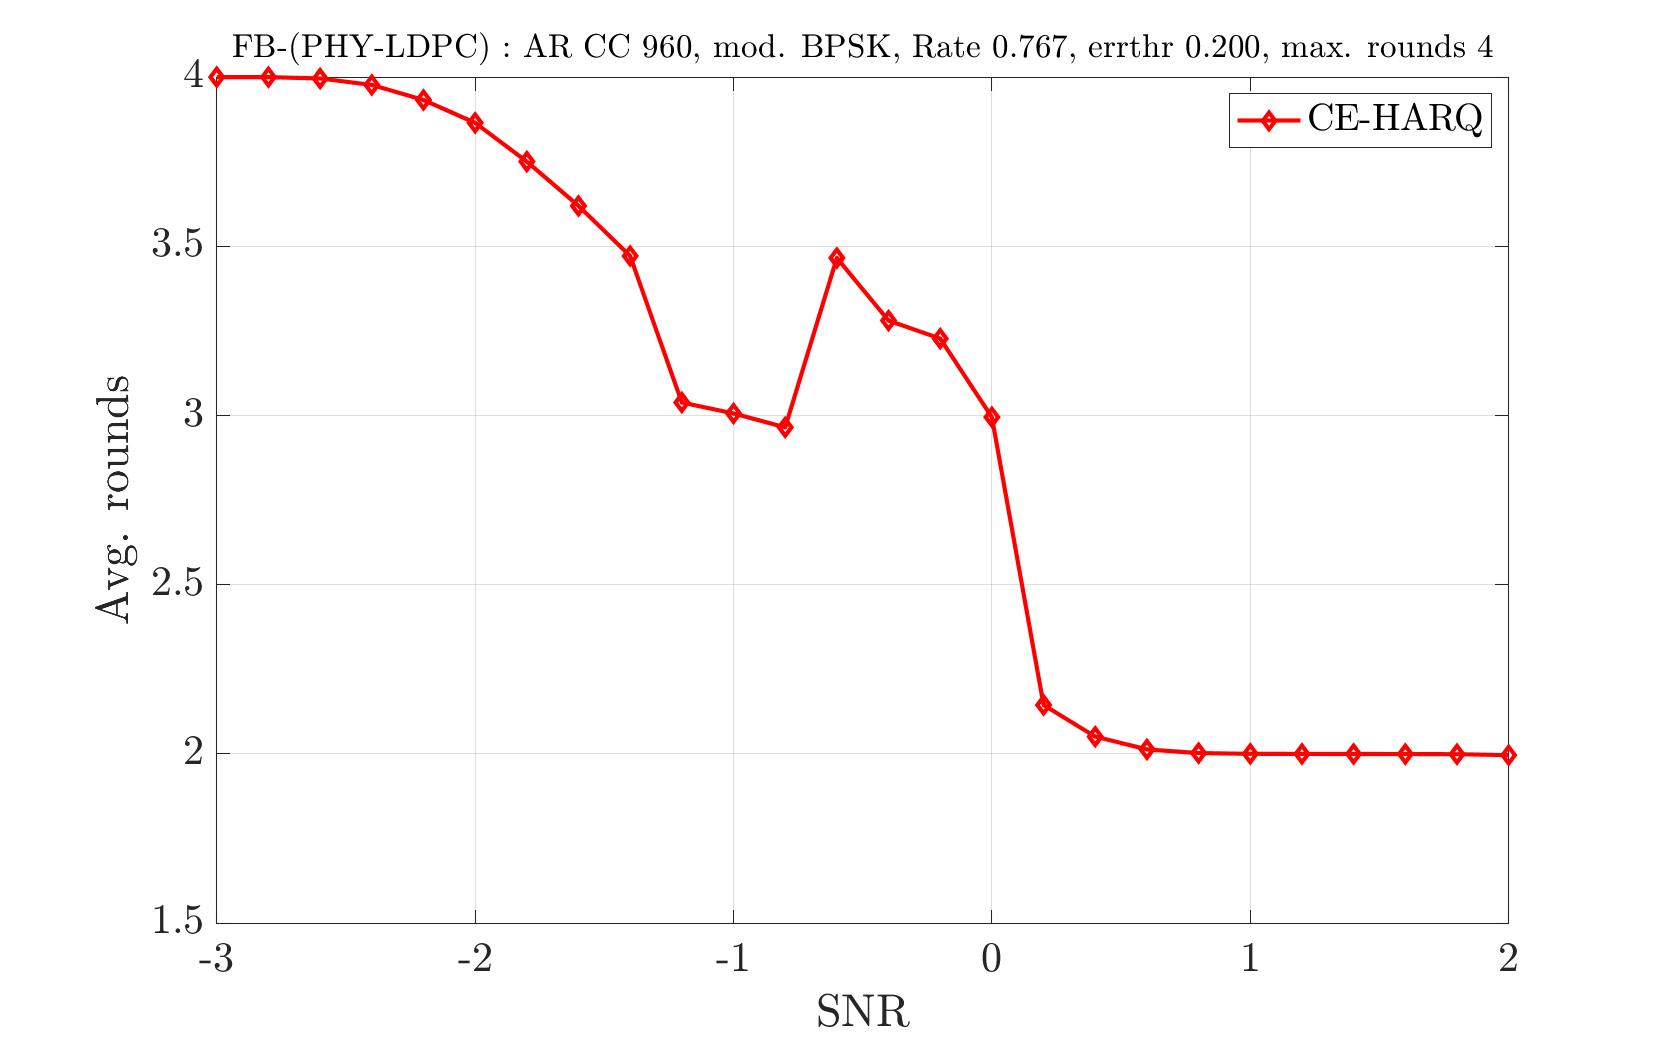 FB-(PHY-LDPC) : AR CC 960, mod. BPSK, Rate 0.767, errthr 0.200, max. rounds 4
CE-HARQ
4
3.5
3
2.5
2
1.5
Avg. rounds
-3 -2 -1 0 1 2
SNR